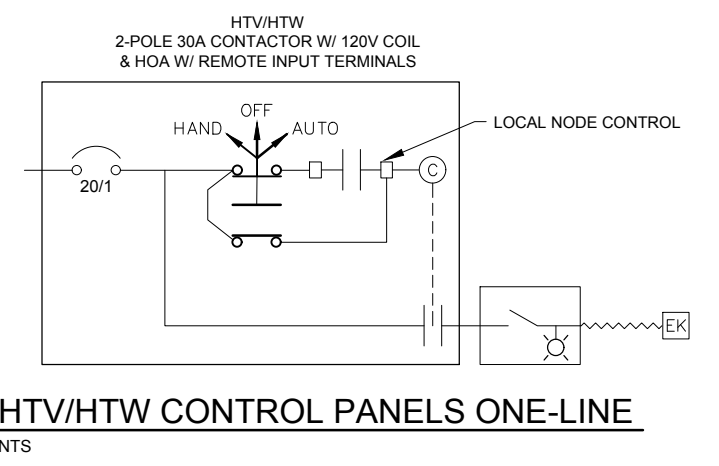 HTV/HTW
2-POLE 30A CONTACTOR W/ 120V COIL
& HOA W/ REMOTE INPUT TERMINALS
OFF
HAND
AUTO
LOCAL NODE CONTROL
20/1
C
EK
HTV/HTW CONTROL PANELS ONE-LINE
NTS